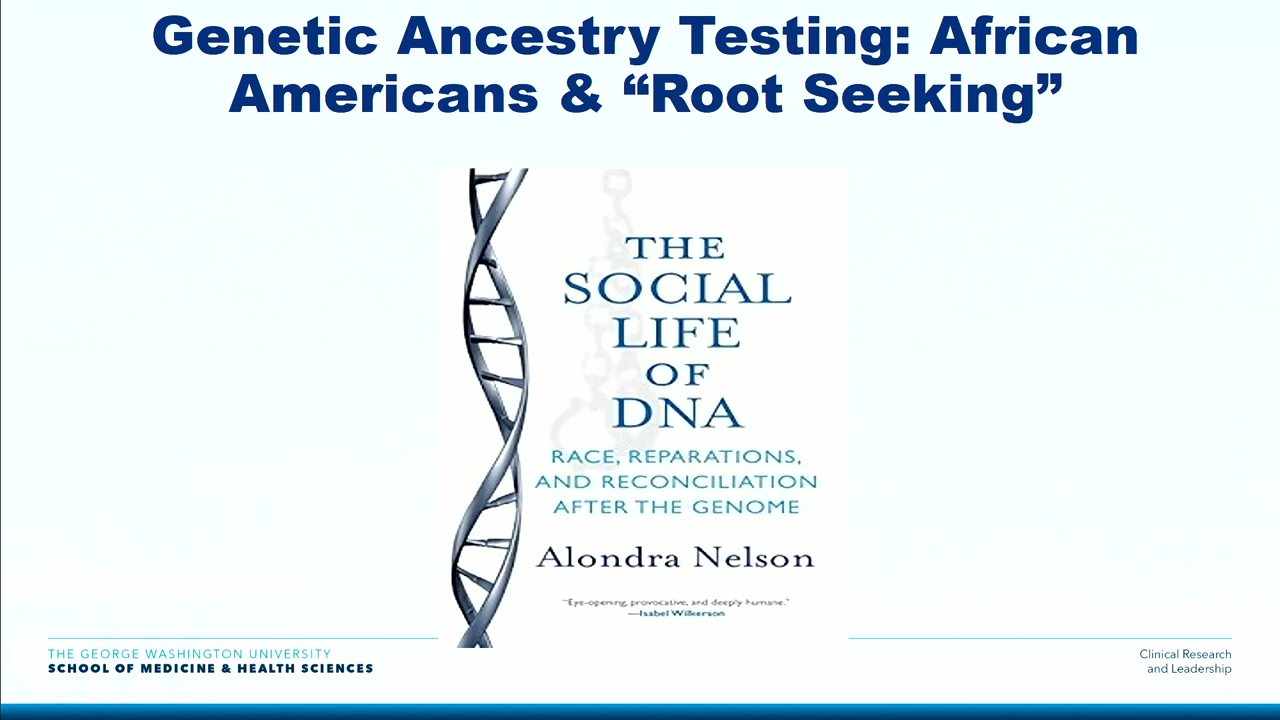 Genetic Ancestry Testing: African
Americans & “Root Seeking”
THE
SOCIAL
LIFE
OF
DNA
RACE, REPARATIONS,
AND RECONCILIATION
AFTER THE GENOME
Alondra Nelson
“Eye-opening, provocative, and deeply humane.”
—Isabel Wilkerson
THE GEORGE WASHINGTON UNIVERSITY
SCHOOL OF MEDICINE & HEALTH SCIENCES
Clinical Research
and Leadership